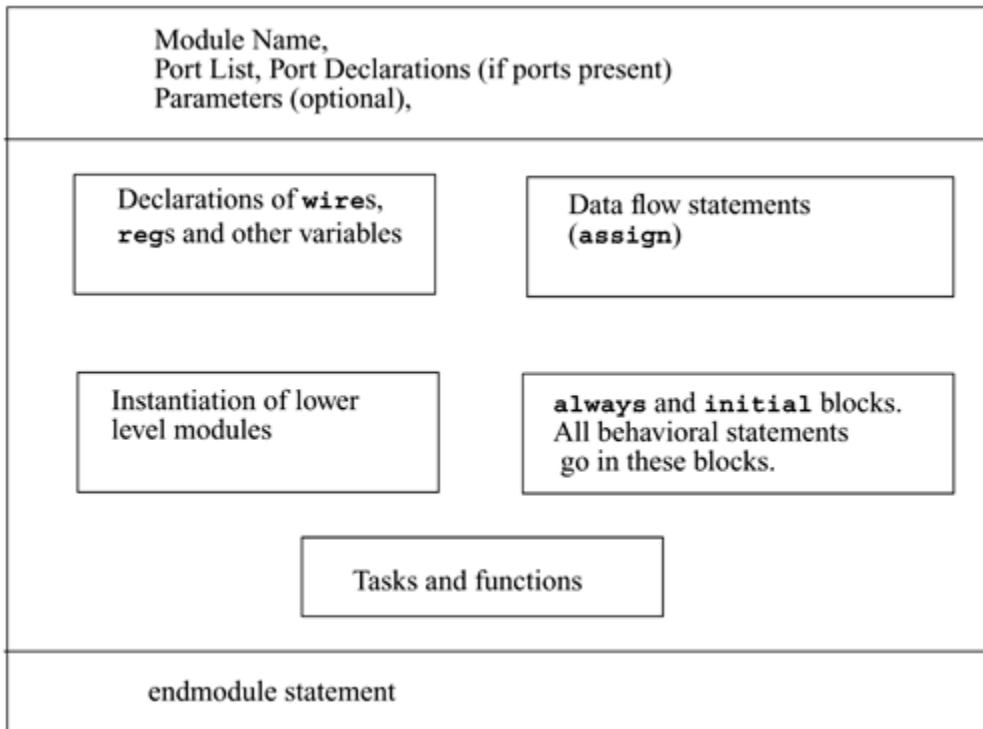 Module Name,
Port List, Port Declarations (if ports present)
Parameters (optional),
Declarations of wires,
regs and other variables
Data flow statements
(assign)
Instantiation of lower
level modules
always and initial blocks.
All behavioral statements
go in these blocks.
Tasks and functions
endmodule statement